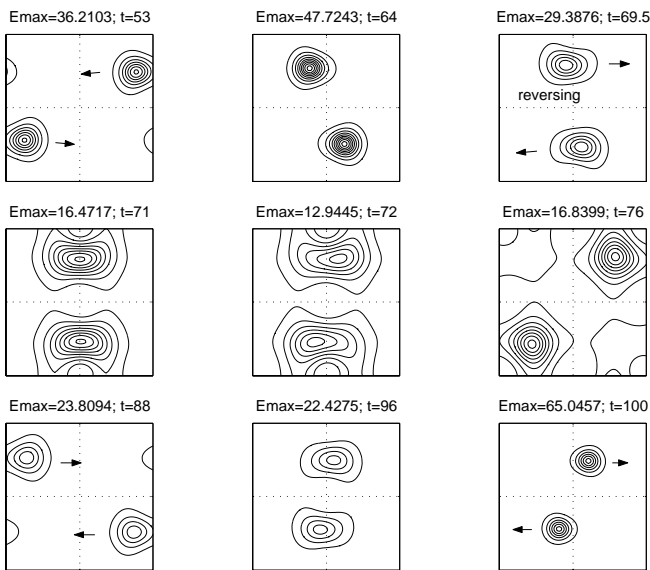 Emax=36.2103; t=53
Emax=47.7243; t=64
Emax=29.3876; t=69.5
reversing
Emax=16.4717; t=71
Emax=12.9445; t=72
Emax=16.8399; t=76
Emax=23.8094; t=88
Emax=22.4275; t=96
Emax=65.0457; t=100